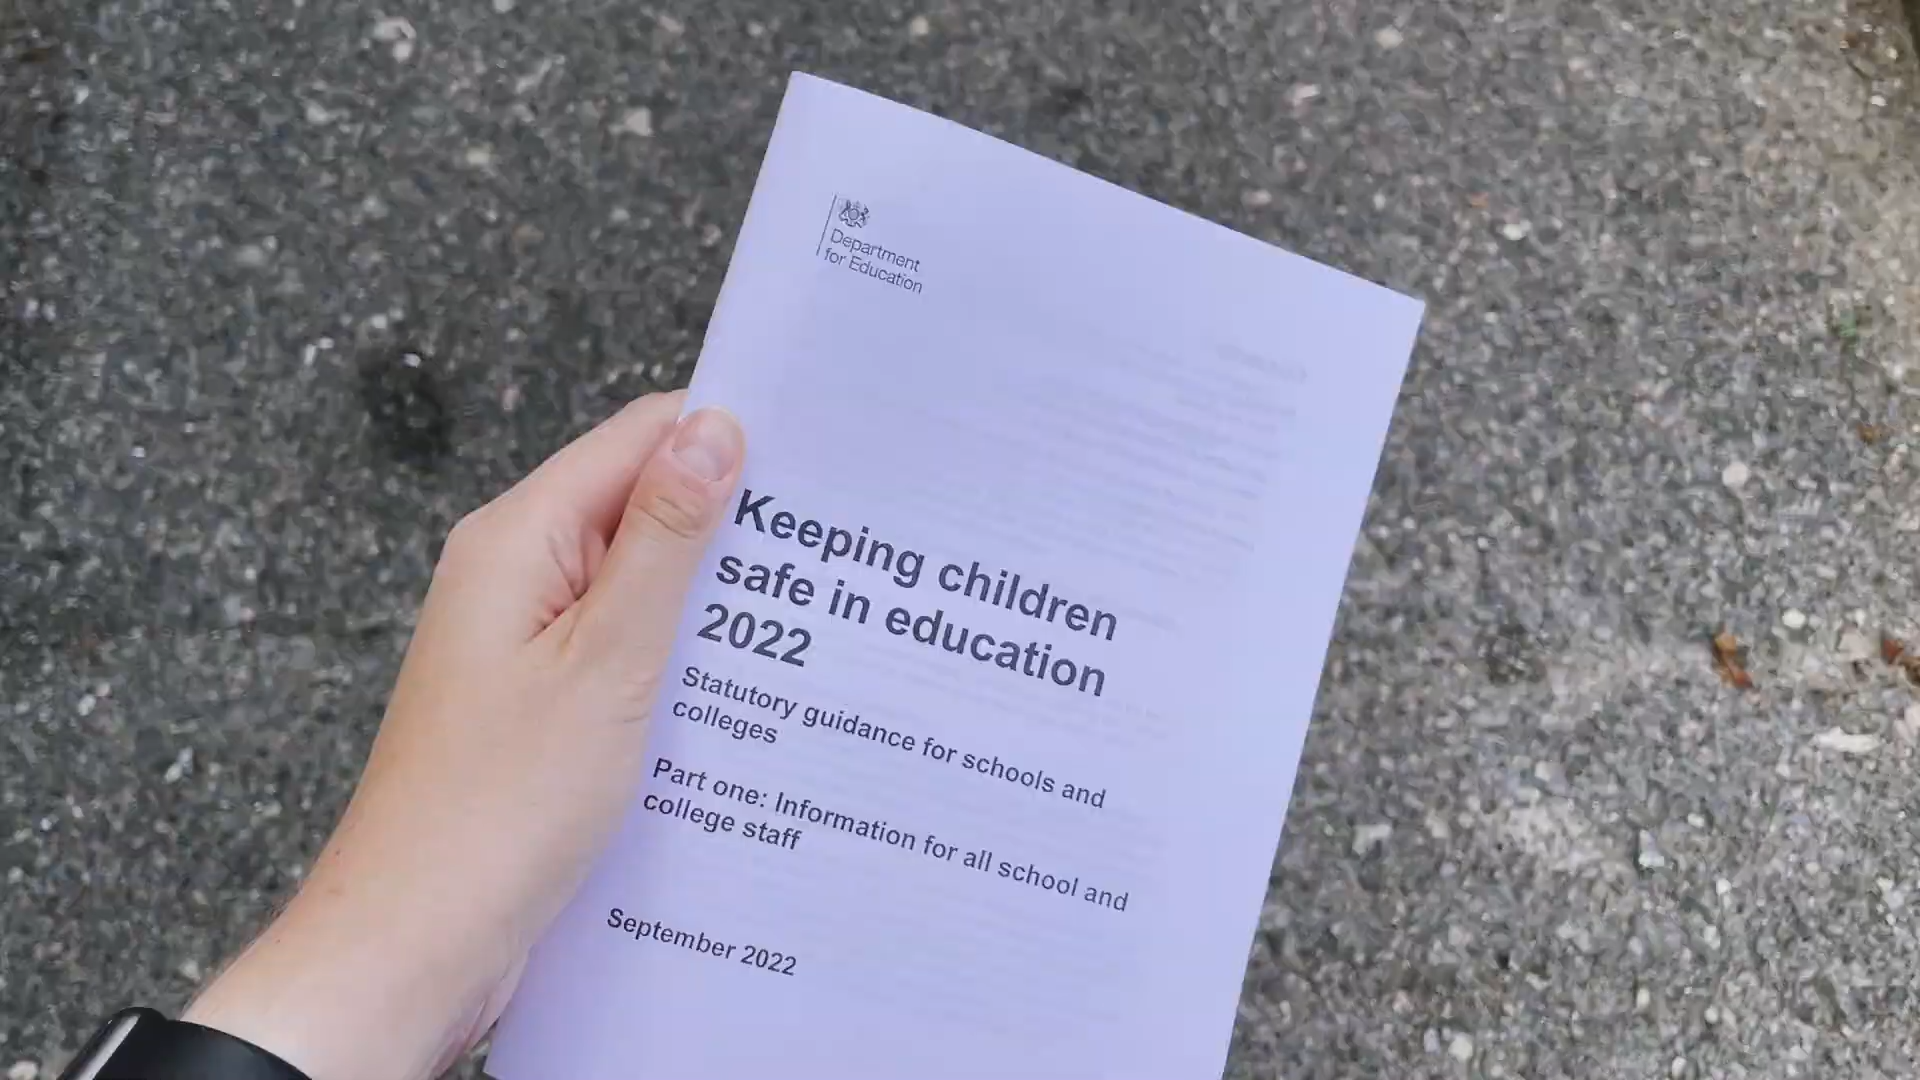 Department
for Education
Keeping children
safe in education
2022
Statutory guidance for schools and
colleges
Part one: Information for all school and
college staff
September 2022